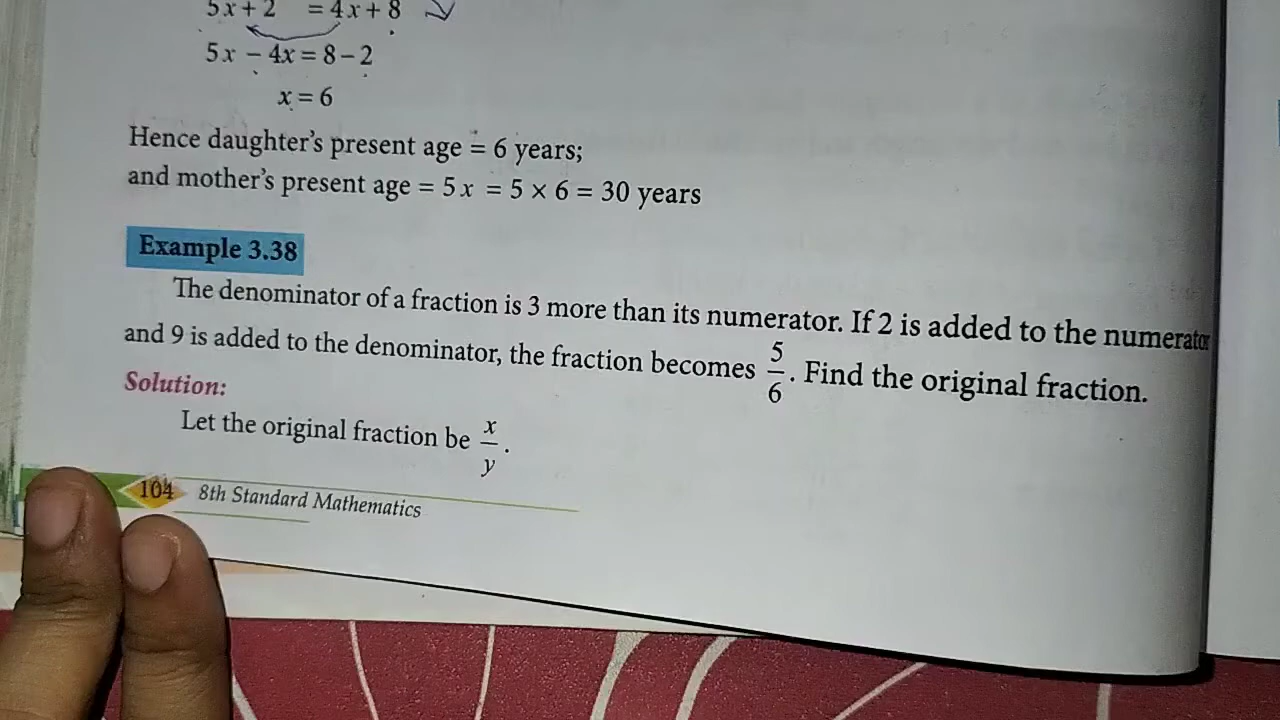 5x + 2 = 4x + 8
5x − 4x = 8 − 2
x = 6
Hence daughter's present age = 6 years;
and mother's present age = 5x = 5 × 6 = 30 years
Example 3.38
The denominator of a fraction is 3 more than its numerator. If 2 is added to the numerator
and 9 is added to the denominator, the fraction becomes 5/6. Find the original fraction.
Solution:
Let the original fraction be x/y.
104 8th Standard Mathematics